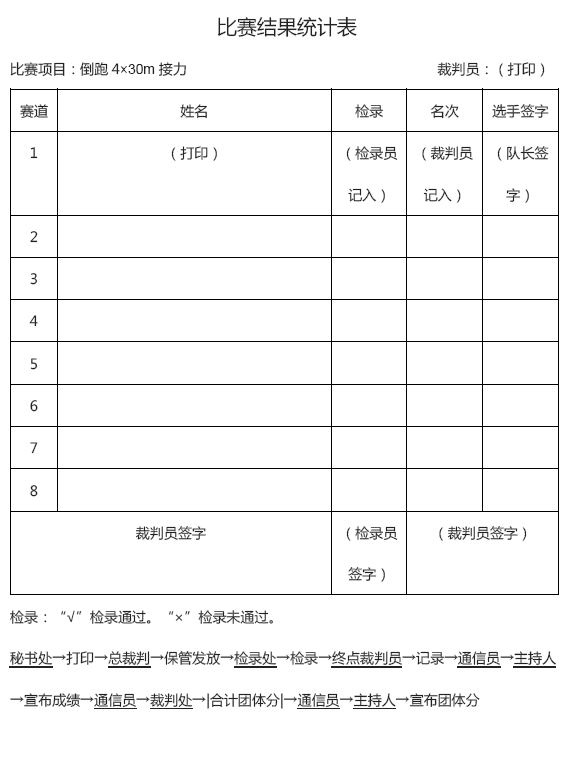 比赛结果统计表
比赛项目：倒跑 4×30m 接力 裁判员：（打印）
赛道 姓名 检录 名次 选手签字
1 （打印） （检录员记入） （裁判员记入） （队长签字）
2
3
4
5
6
7
8
裁判员签字 （检录员签字） （裁判员签字）
检录：“√”检录通过。“×”检录未通过。
秘书处→打印→总裁判→保管发放→检录处→检录→终点裁判员→记录→通信员→主持人
→宣布成绩→通信员→裁判处→|合计团体分|→通信员→主持人→宣布团体分